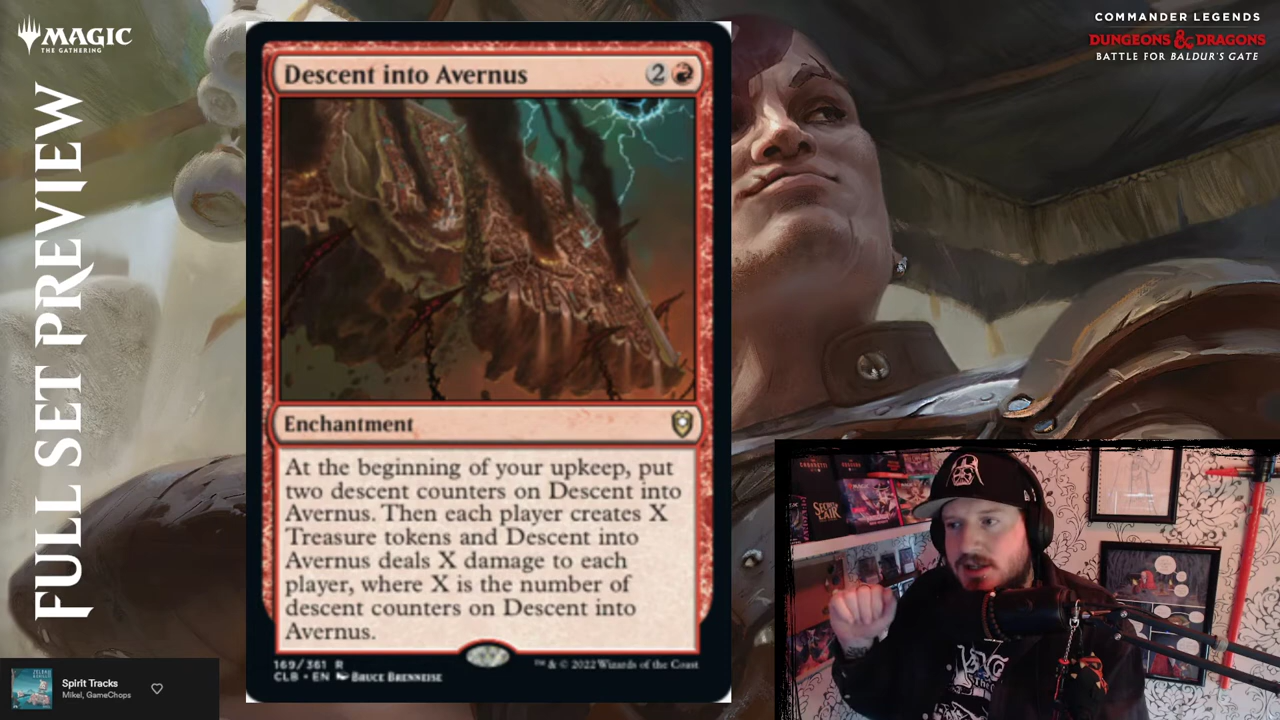 MAGIC
THE GATHERING
FULL SET PREVIEW
COMMANDER LEGENDS
DUNGEONS & DRAGONS
BATTLE FOR BALDUR'S GATE
Descent into Avernus 2
Enchantment
At the beginning of your upkeep, put
two descent counters on Descent into
Avernus. Then each player creates X
Treasure tokens and Descent into
Avernus deals X damage to each
player, where X is the number of
descent counters on Descent into
Avernus.
169/361 R
CLB • EN BRUCE BRENNEISE
™ & © 2022 Wizards of the Coast
Spirit Tracks
Mikel, GameChops
SECRET
LAIR